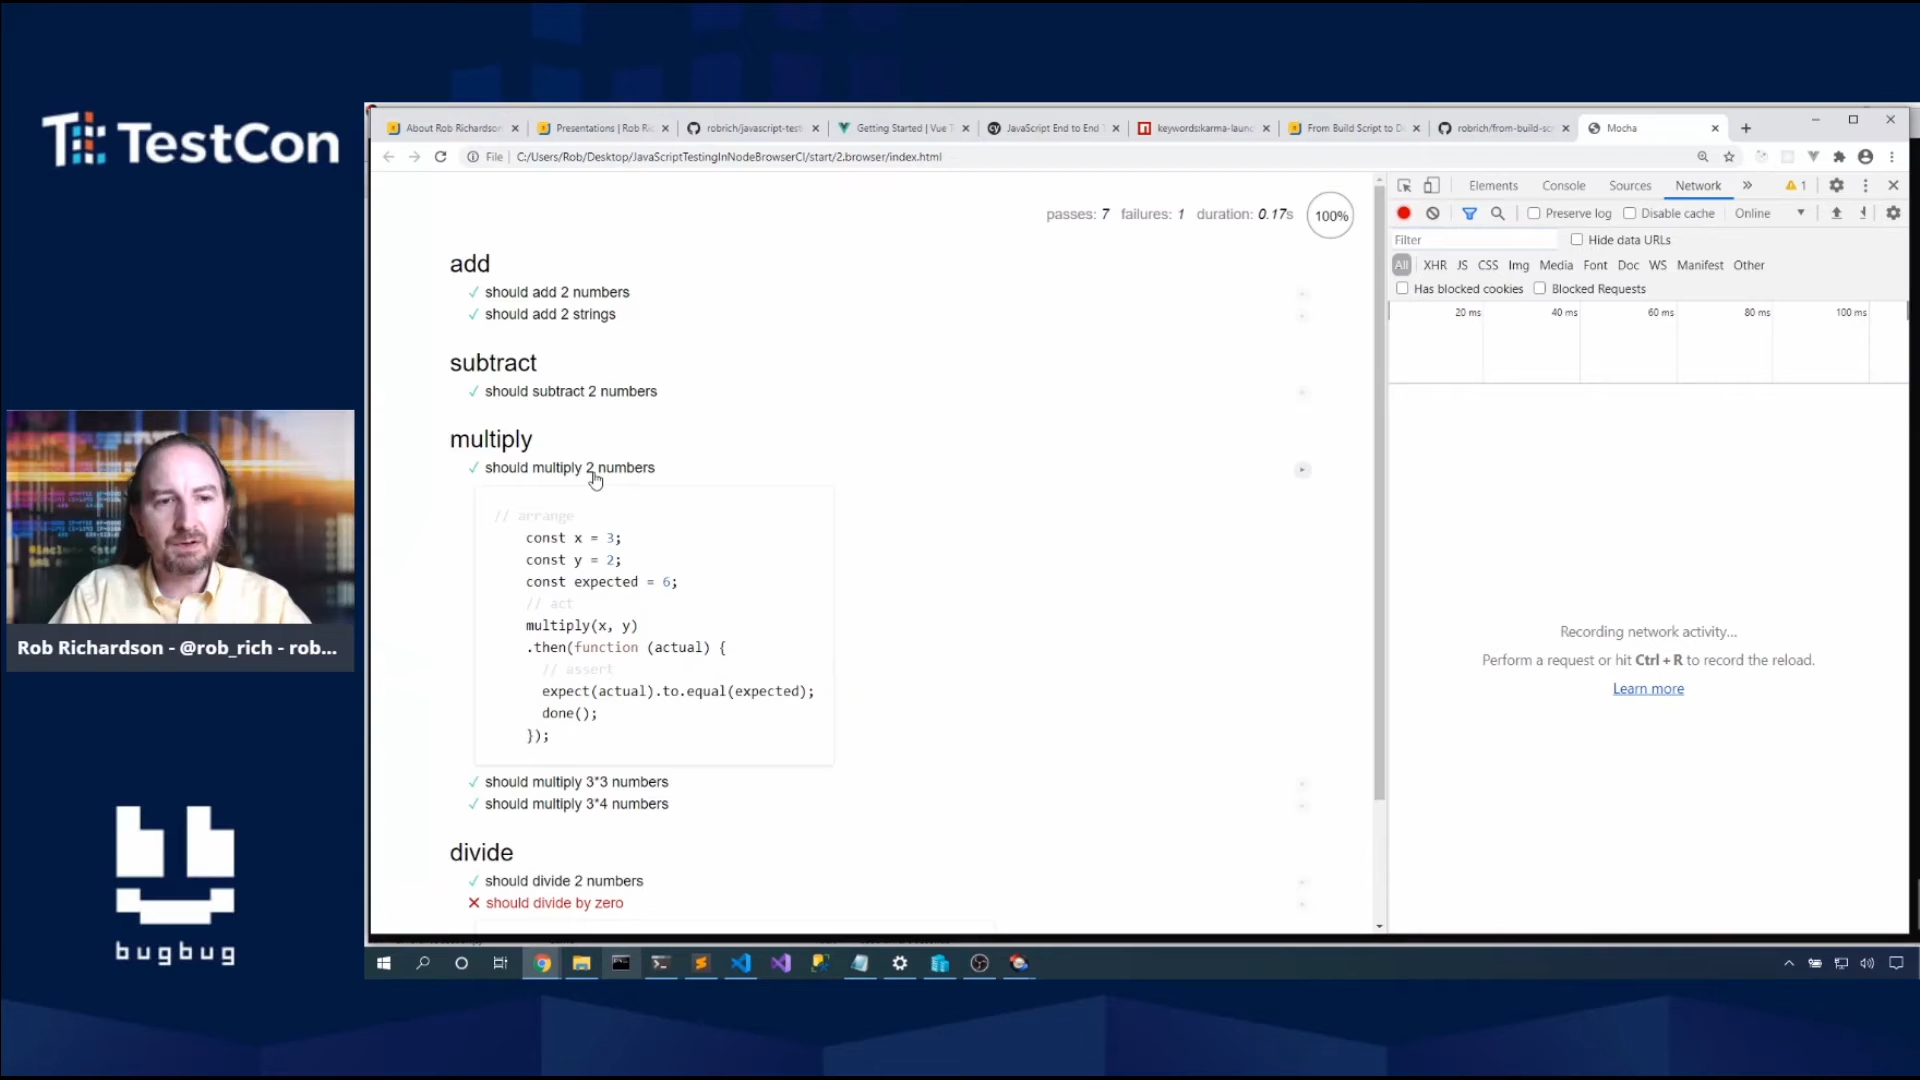 TestCon
About Rob Richardson
Presentations | Rob Ric
robrich/javascript-test
Getting Started | Vue T
JavaScript End to End T
keywords:karma-launc
From Build Script to D
robrich/from-build-scr
Mocha
File
C:/Users/Rob/Desktop/JavaScriptTestingInNodeBrowserCI/start/2.browser/index.html
passes: 7 failures: 1 duration: 0.17s 100%
Elements Console Sources Network » 1
Preserve log Disable cache Online
Filter Hide data URLs
All XHR JS CSS Img Media Font Doc WS Manifest Other
Has blocked cookies Blocked Requests
20 ms 40 ms 60 ms 80 ms 100 ms
add
✓ should add 2 numbers
✓ should add 2 strings
subtract
✓ should subtract 2 numbers
multiply
✓ should multiply 2 numbers
// arrange
const x = 3;
const y = 2;
const expected = 6;
// act
multiply(x, y)
.then(function (actual) {
// assert
expect(actual).to.equal(expected);
done();
});
✓ should multiply 3*3 numbers
✓ should multiply 3*4 numbers
divide
✓ should divide 2 numbers
✕ should divide by zero
Recording network activity...
Perform a request or hit Ctrl + R to record the reload.
Learn more
Rob Richardson - @rob_rich - rob...
bugbug